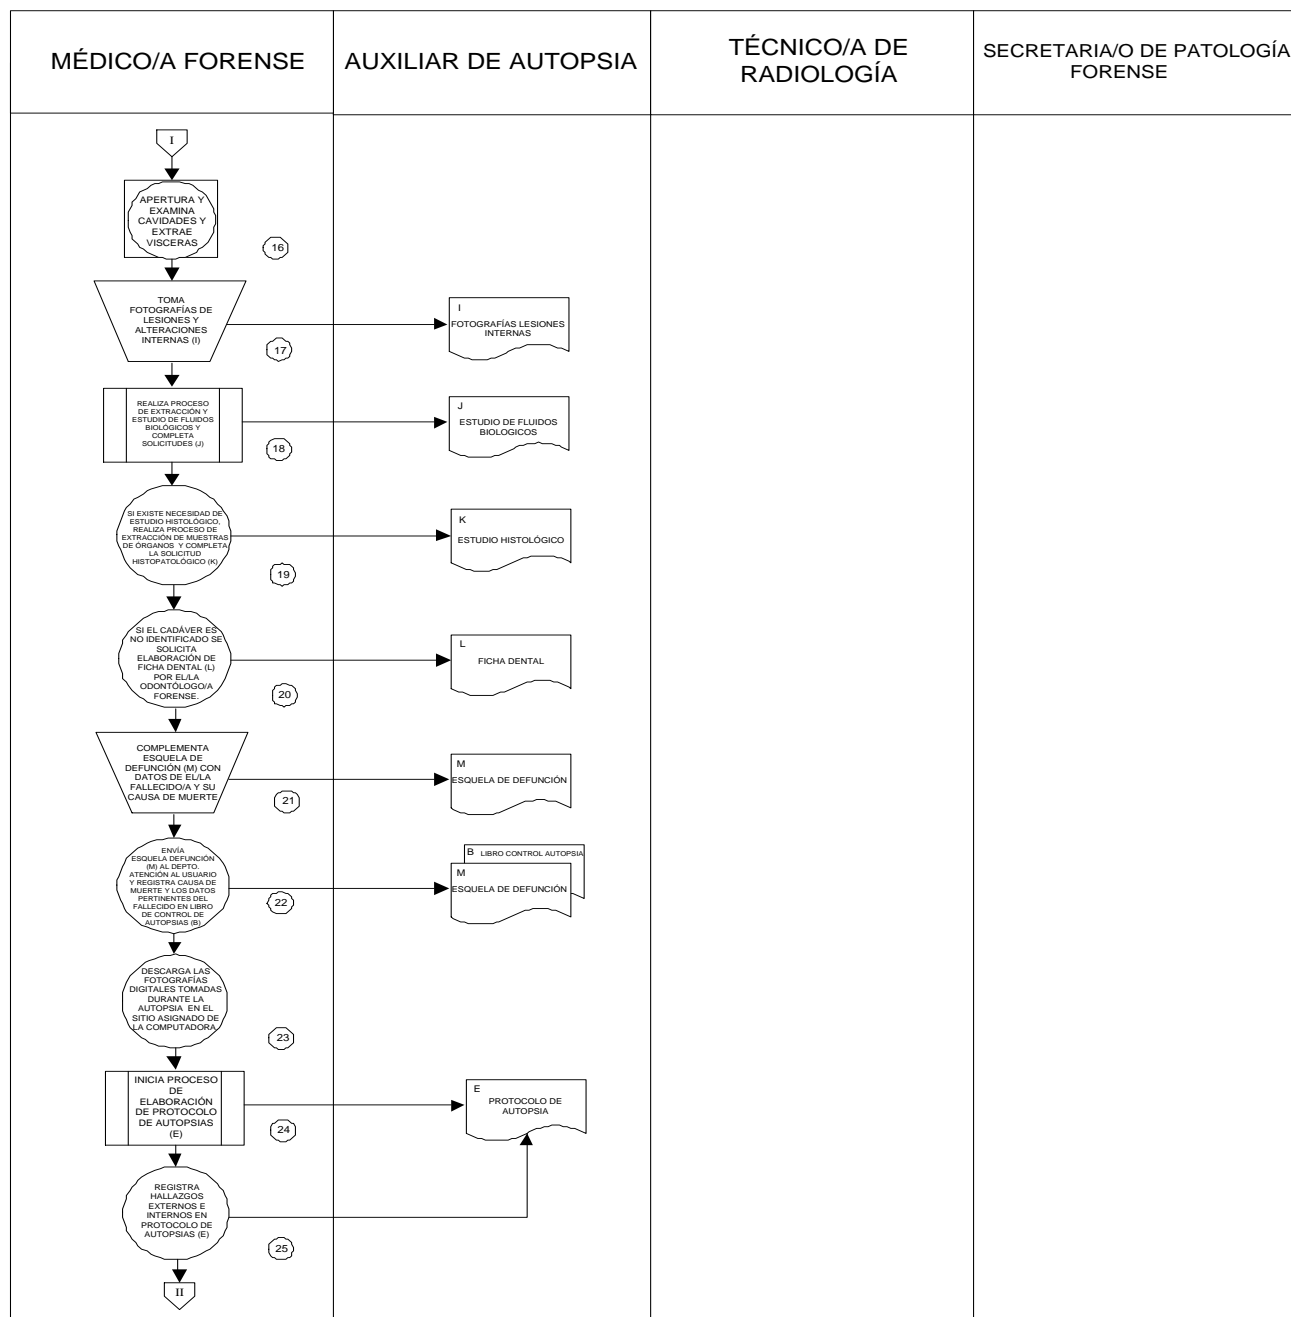 MÉDICO/A FORENSE
AUXILIAR DE AUTOPSIA
TÉCNICO/A DE
RADIOLOGÍA
SECRETARIA/O DE PATOLOGÍA
FORENSE
I
APERTURA Y
EXAMINA
CAVIDADES Y
EXTRAE
VISCERAS
16
TOMA
FOTOGRAFÍAS DE
LESIONES Y
ALTERACIONES
INTERNAS (I)
17
I
FOTOGRAFÍAS LESIONES
INTERNAS
REALIZA PROCESO
DE EXTRACCIÓN Y
ESTUDIO DE FLUIDOS
BIOLÓGICOS Y
COMPLETA
SOLICITUDES (J)
18
J
ESTUDIO DE FLUIDOS
BIOLOGICOS
SI EXISTE NECESIDAD DE
ESTUDIO HISTOLÓGICO,
REALIZA PROCESO DE
EXTRACCIÓN DE MUESTRAS
DE ÓRGANOS Y COMPLETA
LA SOLICITUD
HISTOPATOLÓGICO (K)
19
K
ESTUDIO HISTOLÓGICO
SI EL CADÁVER ES
NO IDENTIFICADO SE
SOLICITA
ELABORACIÓN DE
FICHA DENTAL (L)
POR EL/LA
ODONTÓLOGO/A
FORENSE.
20
L
FICHA DENTAL
COMPLEMENTA
ESQUELA DE
DEFUNCIÓN (M) CON
DATOS DE EL/LA
FALLECIDO/A Y SU
CAUSA DE MUERTE
21
M
ESQUELA DE DEFUNCIÓN
ENVÍA
ESQUELA DEFUNCIÓN
(M) AL DEPTO.
ATENCIÓN AL USUARIO
Y REGISTRA CAUSA DE
MUERTE Y LOS DATOS
PERTINENTES DEL
FALLECIDO EN LIBRO
DE CONTROL DE
AUTOPSIAS (B)
22
B LIBRO CONTROL AUTOPSIA
M
ESQUELA DE DEFUNCIÓN
DESCARGA LAS
FOTOGRAFÍAS
DIGITALES TOMADAS
DURANTE LA
AUTOPSIA EN EL
SITIO ASIGNADO DE
LA COMPUTADORA
23
INICIA PROCESO
DE
ELABORACIÓN
DE PROTOCOLO
DE AUTOPSIAS
(E)
24
E
PROTOCOLO DE
AUTOPSIA
REGISTRA
HALLAZGOS
EXTERNOS E
INTERNOS EN
PROTOCOLO DE
AUTOPSIAS (E)
25
II